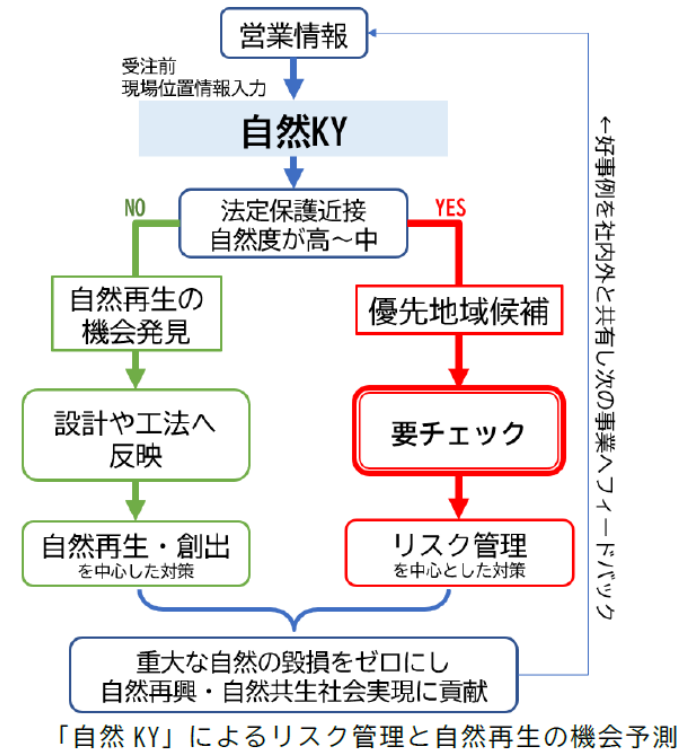 営業情報
受注前
現場位置情報入力
自然KY
法定保護近接
自然度が高～中
NO
YES
自然再生の
機会発見
優先地域候補
設計や工法へ
反映
要チェック
自然再生・創出
を中心した対策
リスク管理
を中心とした対策
重大な自然の毀損をゼロにし
自然再興・自然共生社会実現に貢献
←好事例を社内外と共有し次の事業へフィードバック
「自然 KY」によるリスク管理と自然再生の機会予測